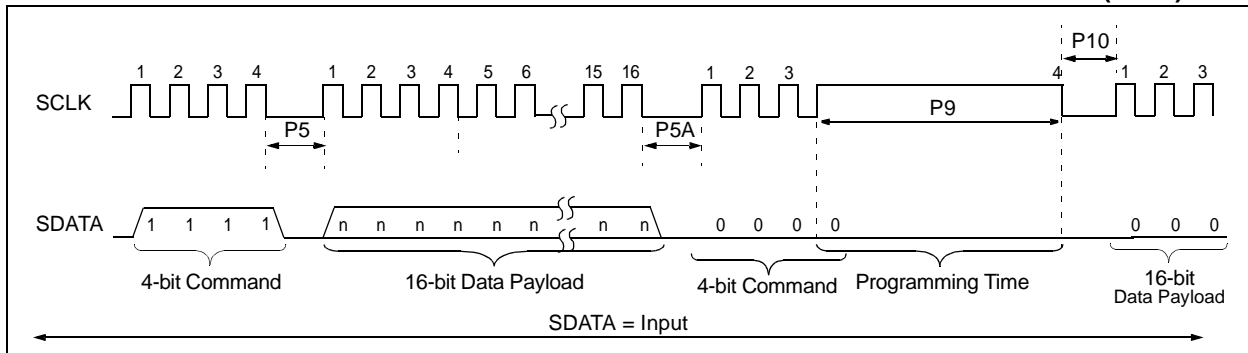 P10
1 2 3 4 1 2 3 4 5 6 15 16 1 2 3 4 1 2 3
SCLK
P5 P5A P9
SDATA 1 1 1 1 n n n n n n n n 0 0 0 0 0 0 0
4-bit Command 16-bit Data Payload 4-bit Command Programming Time 16-bit
Data Payload
SDATA = Input